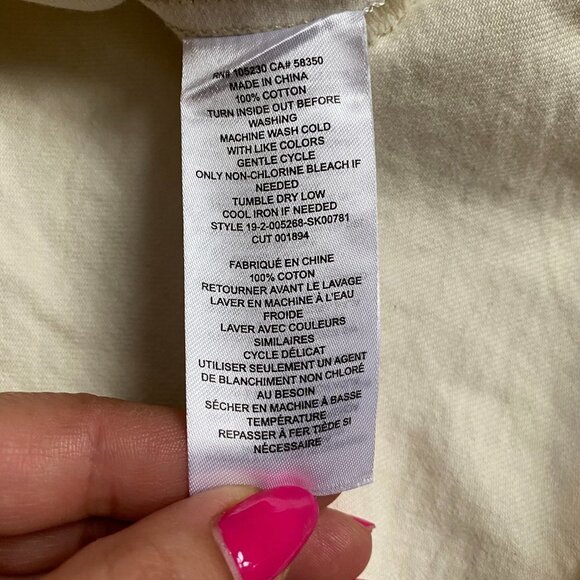 RN# 105230 CA# 58350
MADE IN CHINA
100% COTTON
TURN INSIDE OUT BEFORE
WASHING
MACHINE WASH COLD
WITH LIKE COLORS
GENTLE CYCLE
ONLY NON-CHLORINE BLEACH IF
NEEDED
TUMBLE DRY LOW
COOL IRON IF NEEDED
STYLE 19-2-005268-SK00781
CUT 001894
FABRIQUÉ EN CHINE
100% COTON
RETOURNER AVANT LE LAVAGE
LAVER EN MACHINE À L'EAU
FROIDE
LAVER AVEC COULEURS
SIMILAIRES
CYCLE DÉLICAT
UTILISER SEULEMENT UN AGENT
DE BLANCHIMENT NON CHLORÉ
AU BESOIN
SÉCHER EN MACHINE À BASSE
TEMPÉRATURE
REPASSER À FER TIÈDE SI
NÉCESSAIRE